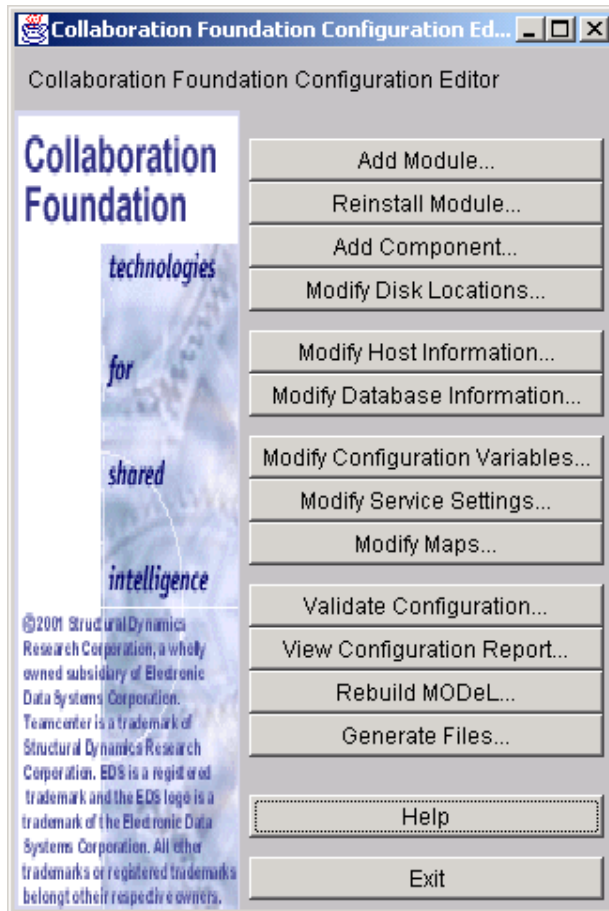 Collaboration Foundation Configuration Ed...
Collaboration Foundation Configuration Editor
Collaboration
Foundation
technologies
for
shared
intelligence
©2001 Structural Dynamics
Research Corporation, a wholly
owned subsidiary of Electronic
Data Systems Corporation.
Teamcenter is a trademark of
Structural Dynamics Research
Corporation. EDS is a registered
trademark and the EDS logo is a
trademark of the Electronic Data
Systems Corporation. All other
trademarks or registered trademarks
belongt otheir respective owners.
Add Module...
Reinstall Module...
Add Component...
Modify Disk Locations...
Modify Host Information...
Modify Database Information...
Modify Configuration Variables...
Modify Service Settings...
Modify Maps...
Validate Configuration...
View Configuration Report...
Rebuild MODeL...
Generate Files...
Help
Exit